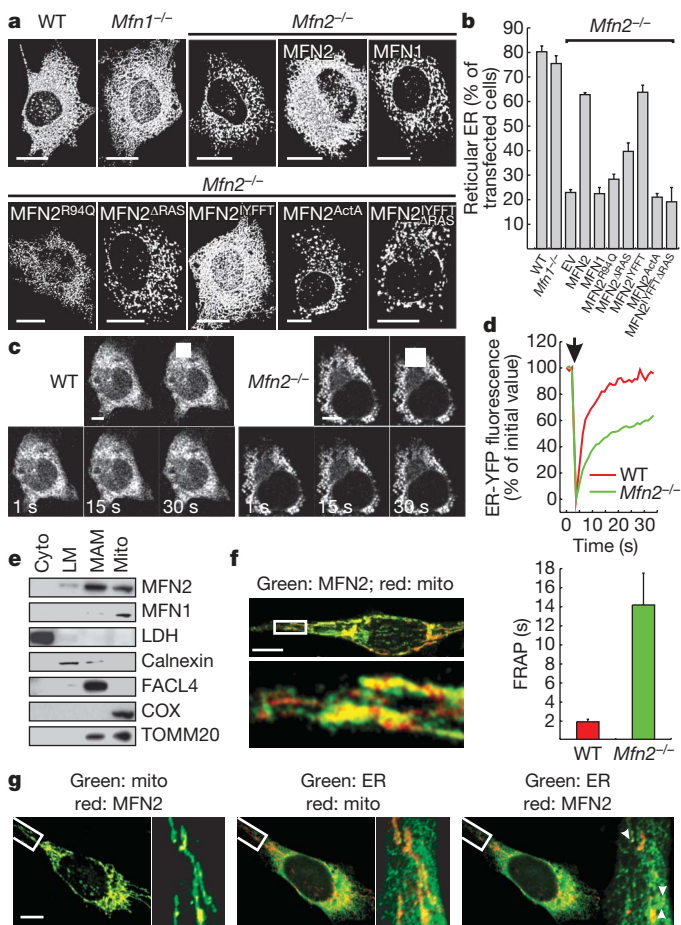 a
WT
Mfn1−/−
Mfn2−/−
MFN2
MFN1
Mfn2−/−
MFN2R94Q
MFN2ΔRAS
MFN2IYFFT
MFN2ActA
MFN2IYFFTΔRAS
b
Mfn2−/−
Reticular ER (% of
transfected cells)
90
80
70
60
50
40
30
20
10
WT
Mfn1−/−
EV
MFN2
MFN1
MFN2R94Q
MFN2ΔRAS
MFN2IYFFT
MFN2ActA
MFN2IYFFTΔRAS
c
WT
Mfn2−/−
1 s
15 s
30 s
1 s
15 s
30 s
d
ER-YFP fluorescence
(% of initial value)
120
100
80
60
40
20
0
WT
Mfn2−/−
0 10 20 30
Time (s)
FRAP (s)
18
16
14
12
10
8
6
4
2
WT
Mfn2−/−
e
Cyto
LM
MAM
Mito
MFN2
MFN1
LDH
Calnexin
FACL4
COX
TOMM20
f
Green: MFN2; red: mito
g
Green: mito
red: MFN2
Green: ER
red: mito
Green: ER
red: MFN2